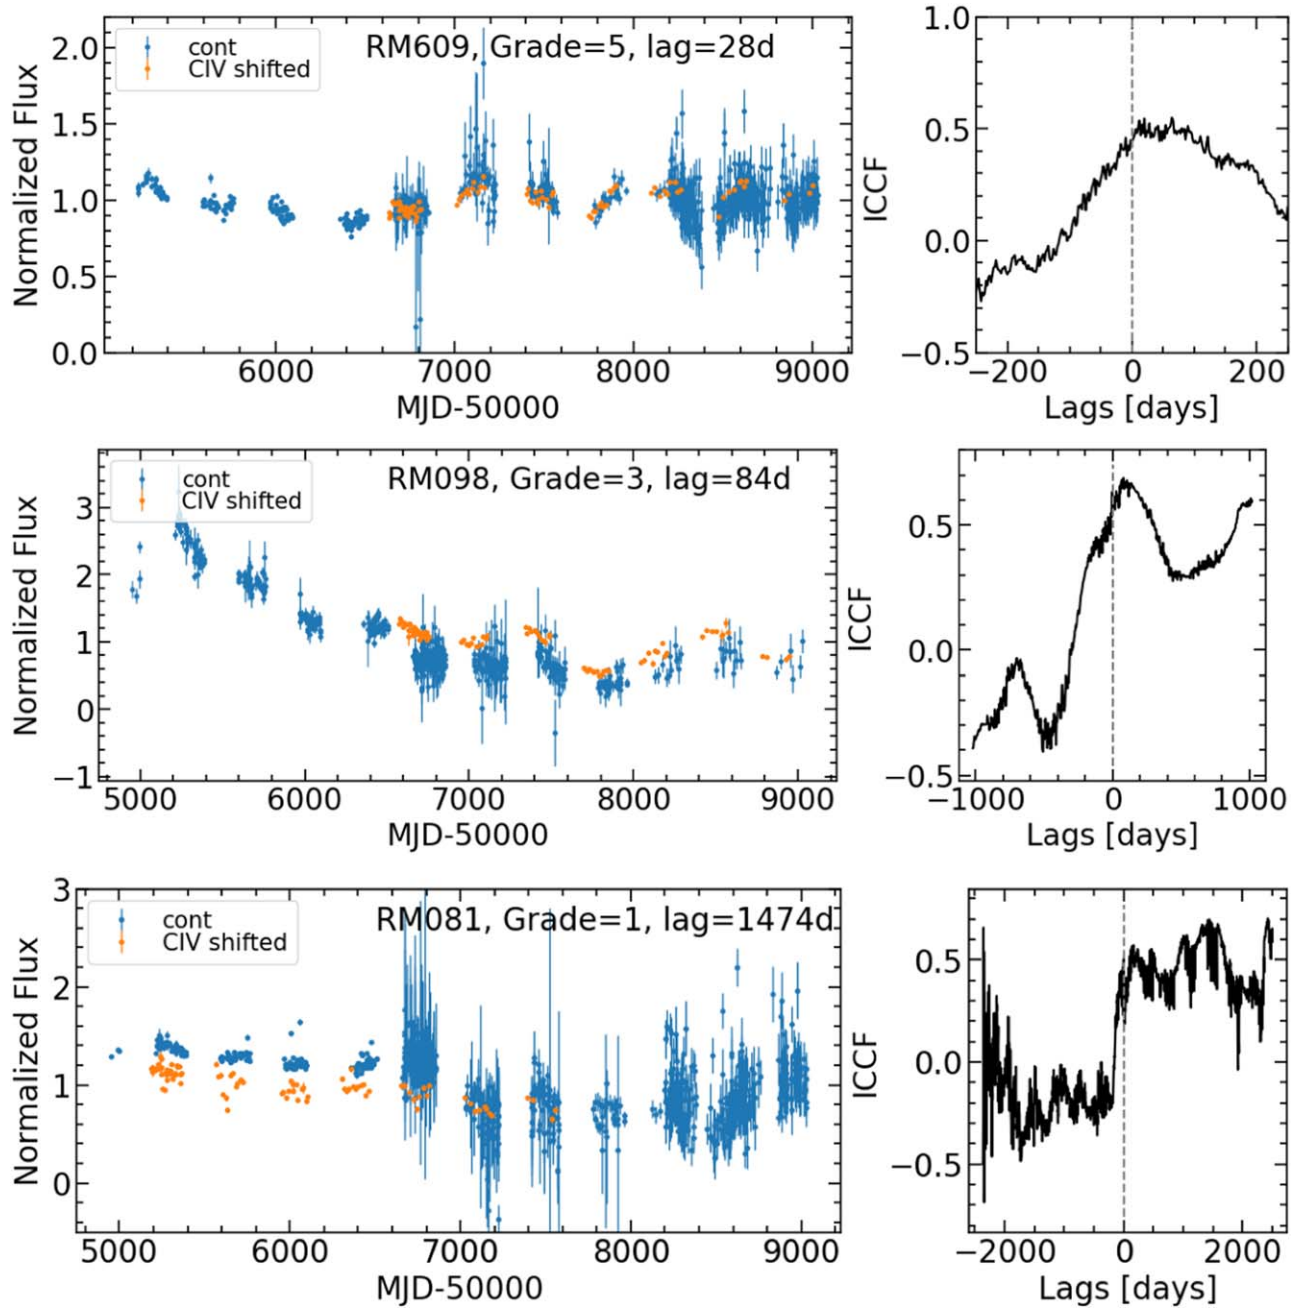 RM609, Grade=5, lag=28d
cont
CIV shifted
Normalized Flux
2.0
1.5
1.0
0.5
0.0
6000 7000 8000 9000
MJD-50000
ICCF
1.0
0.5
0.0
−0.5
−200 0 200
Lags [days]
RM098, Grade=3, lag=84d
cont
CIV shifted
Normalized Flux
3
2
1
0
−1
5000 6000 7000 8000 9000
MJD-50000
ICCF
0.5
0.0
−0.5
−1000 0 1000
Lags [days]
RM081, Grade=1, lag=1474d
cont
CIV shifted
Normalized Flux
3
2
1
0
5000 6000 7000 8000 9000
MJD-50000
ICCF
0.5
0.0
−0.5
−2000 0 2000
Lags [days]